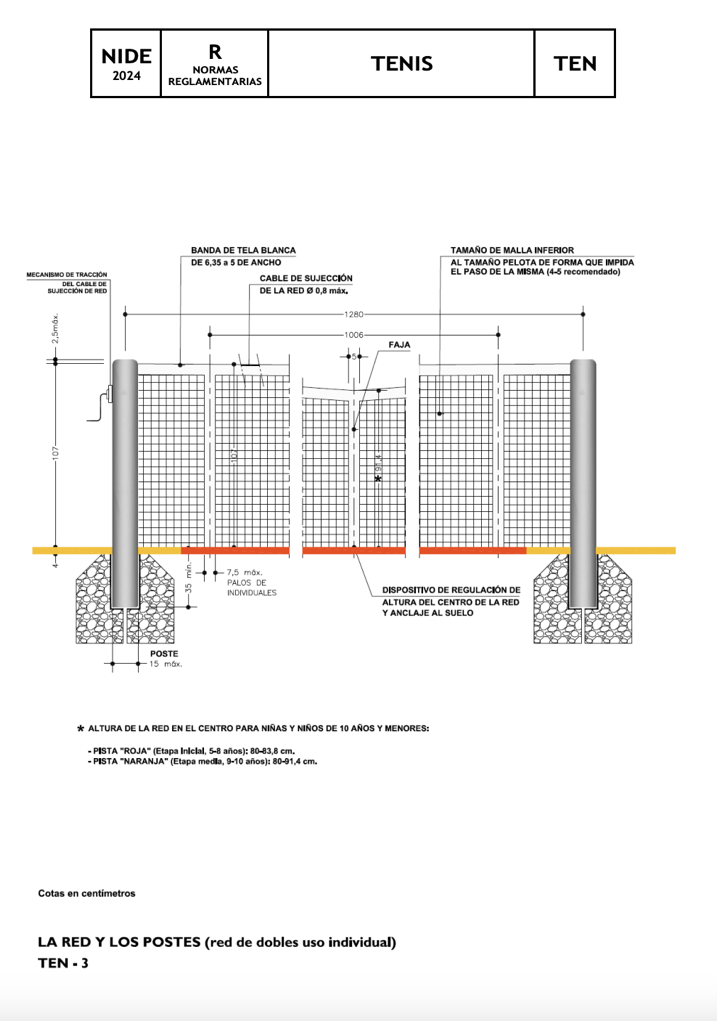 NIDE
2024
R
NORMAS
REGLAMENTARIAS
TENIS
TEN
BANDA DE TELA BLANCA
DE 6,35 a 5 DE ANCHO
TAMAÑO DE MALLA INFERIOR
AL TAMAÑO PELOTA DE FORMA QUE IMPIDA
EL PASO DE LA MISMA (4-5 recomendado)
MECANISMO DE TRACCIÓN
DEL CABLE DE
SUJECCIÓN DE RED
CABLE DE SUJECCIÓN
DE LA RED Ø 0,8 máx.
2,5máx.
1280
1006
5
FAJA
107
107
91,4
*
4
35 mín.
7,5 máx.
PALOS DE
INDIVIDUALES
DISPOSITIVO DE REGULACIÓN DE
ALTURA DEL CENTRO DE LA RED
Y ANCLAJE AL SUELO
POSTE
15 máx.
* ALTURA DE LA RED EN EL CENTRO PARA NIÑAS Y NIÑOS DE 10 AÑOS Y MENORES:
- PISTA "ROJA" (Etapa inicial, 5-8 años): 80-83,8 cm.
- PISTA "NARANJA" (Etapa media, 9-10 años): 80-91,4 cm.
Cotas en centímetros
LA RED Y LOS POSTES (red de dobles uso individual)
TEN - 3